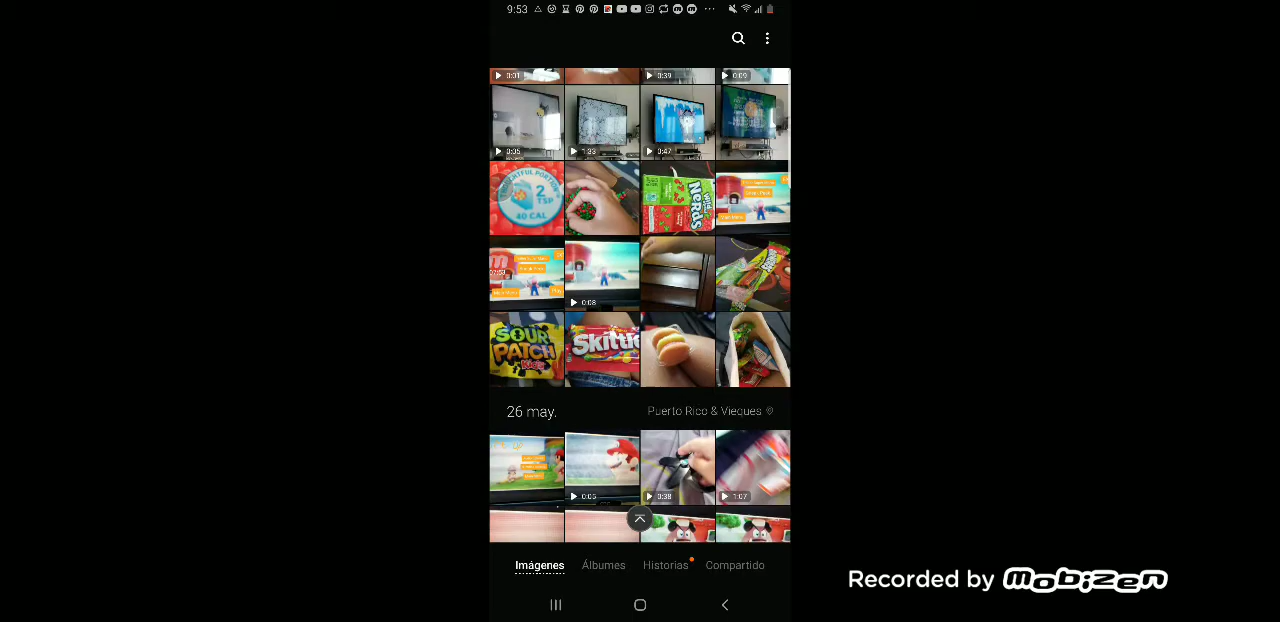 9:53
0:01
0:39
0:09
0:05
1:33
0:47
2
TSP
40 CAL
NERDS
0:08
SOUR
PATCH
Kids
Skittle
26 may.
Puerto Rico & Vieques
0:05
0:38
1:07
Imágenes
Álbumes
Historias
Compartido
Recorded by mobizen